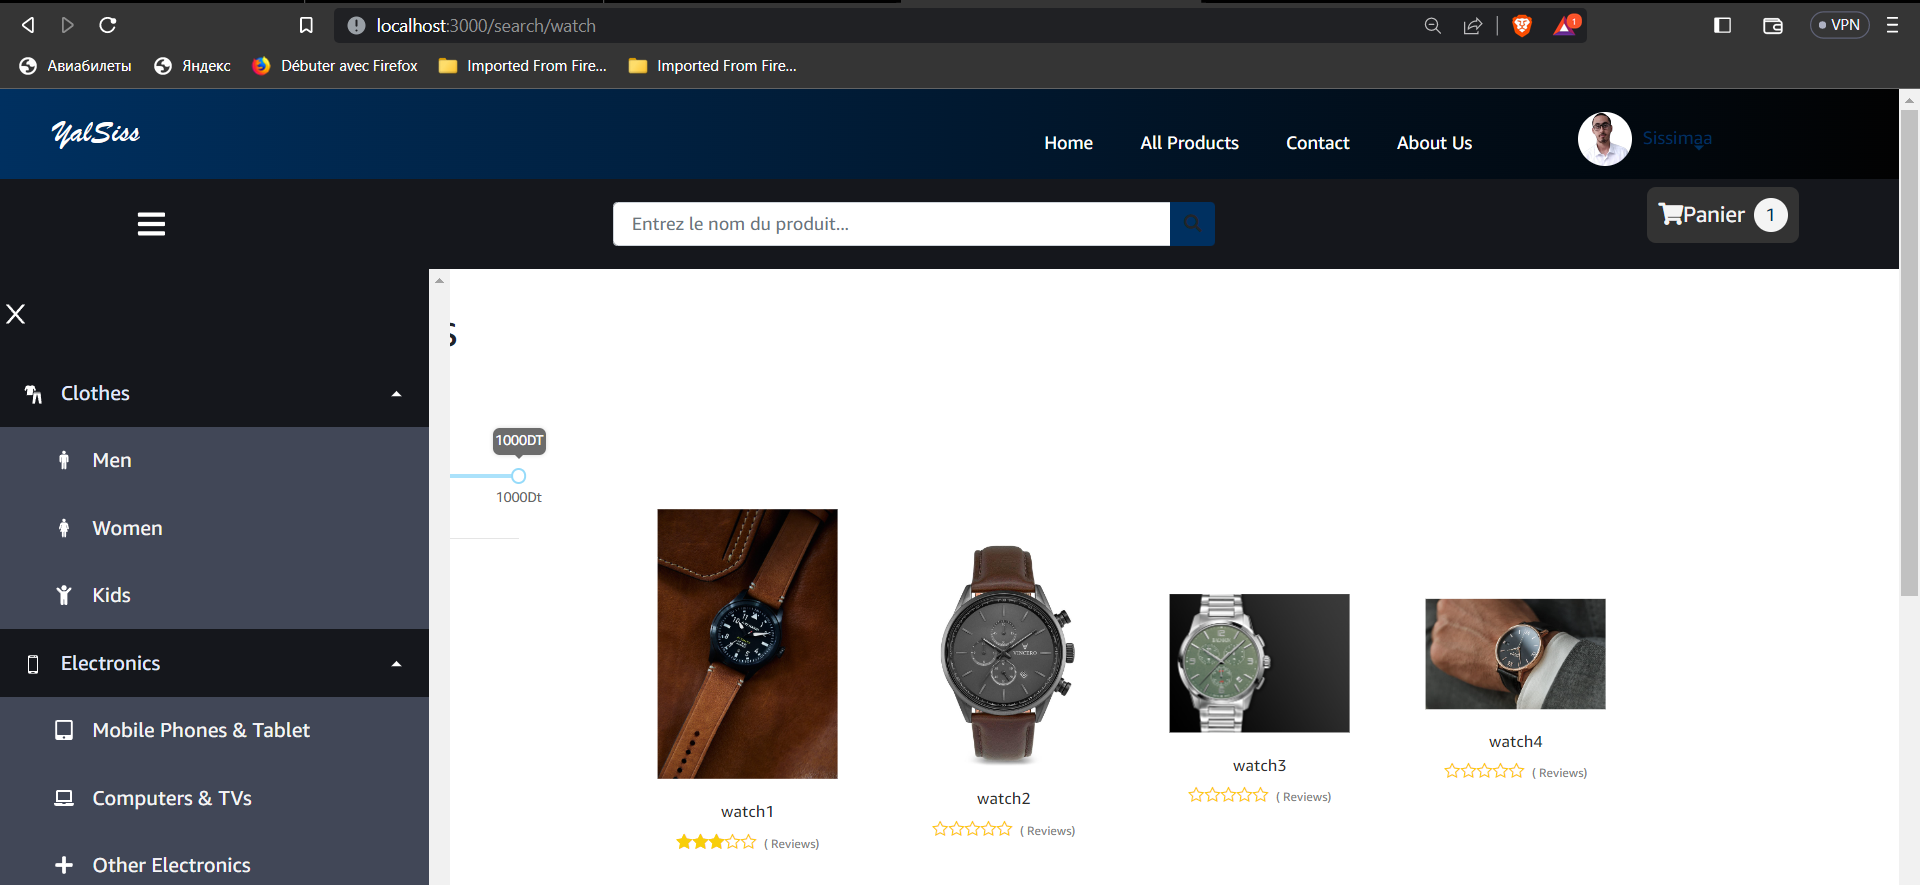 localhost:3000/search/watch
1
VPN
Авиабилеты
Яндекс
Débuter avec Firefox
Imported From Fire...
Imported From Fire...
YalSiss
Home
All Products
Contact
About Us
Sissimaa
Entrez le nom du produit...
Panier 1
s
Clothes
Men
Women
Kids
Electronics
Mobile Phones & Tablet
Computers & TVs
Other Electronics
1000DT
1000Dt
VINCERO
watch1
( Reviews)
watch2
( Reviews)
watch3
( Reviews)
watch4
( Reviews)